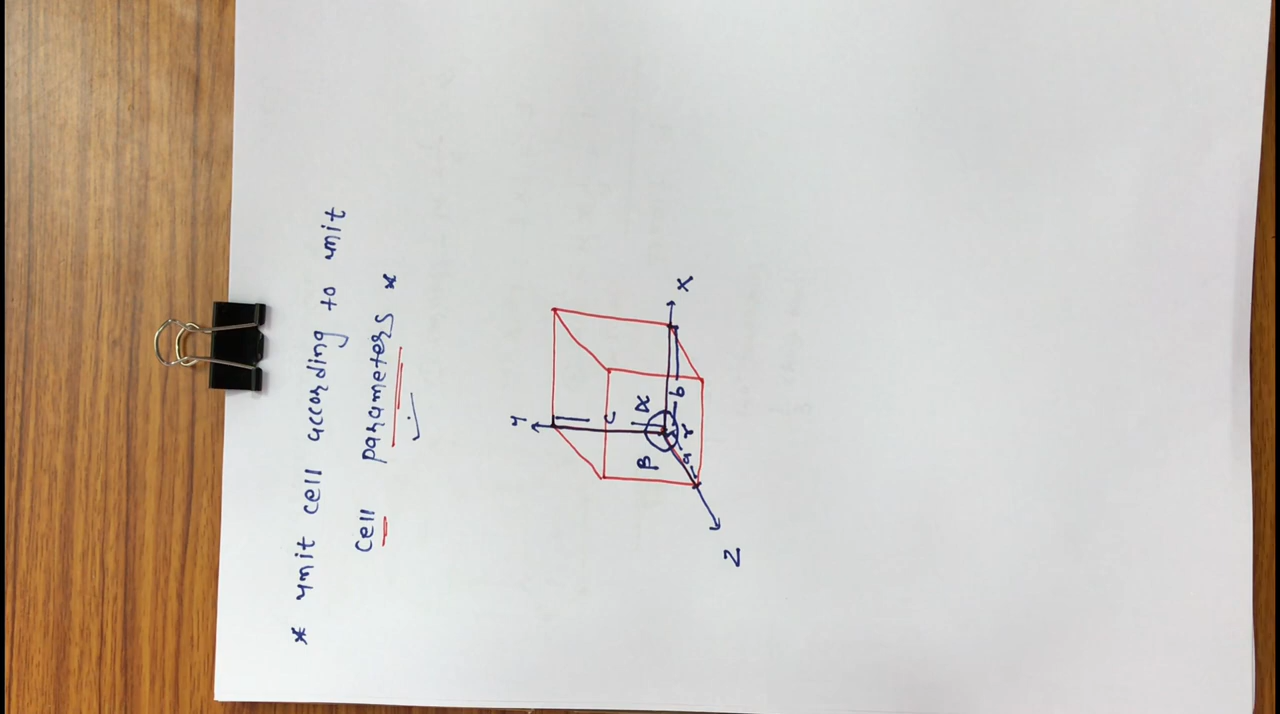 * unit cell according to unit
cell parameters *
y
c
α
β
b
a
γ
x
z